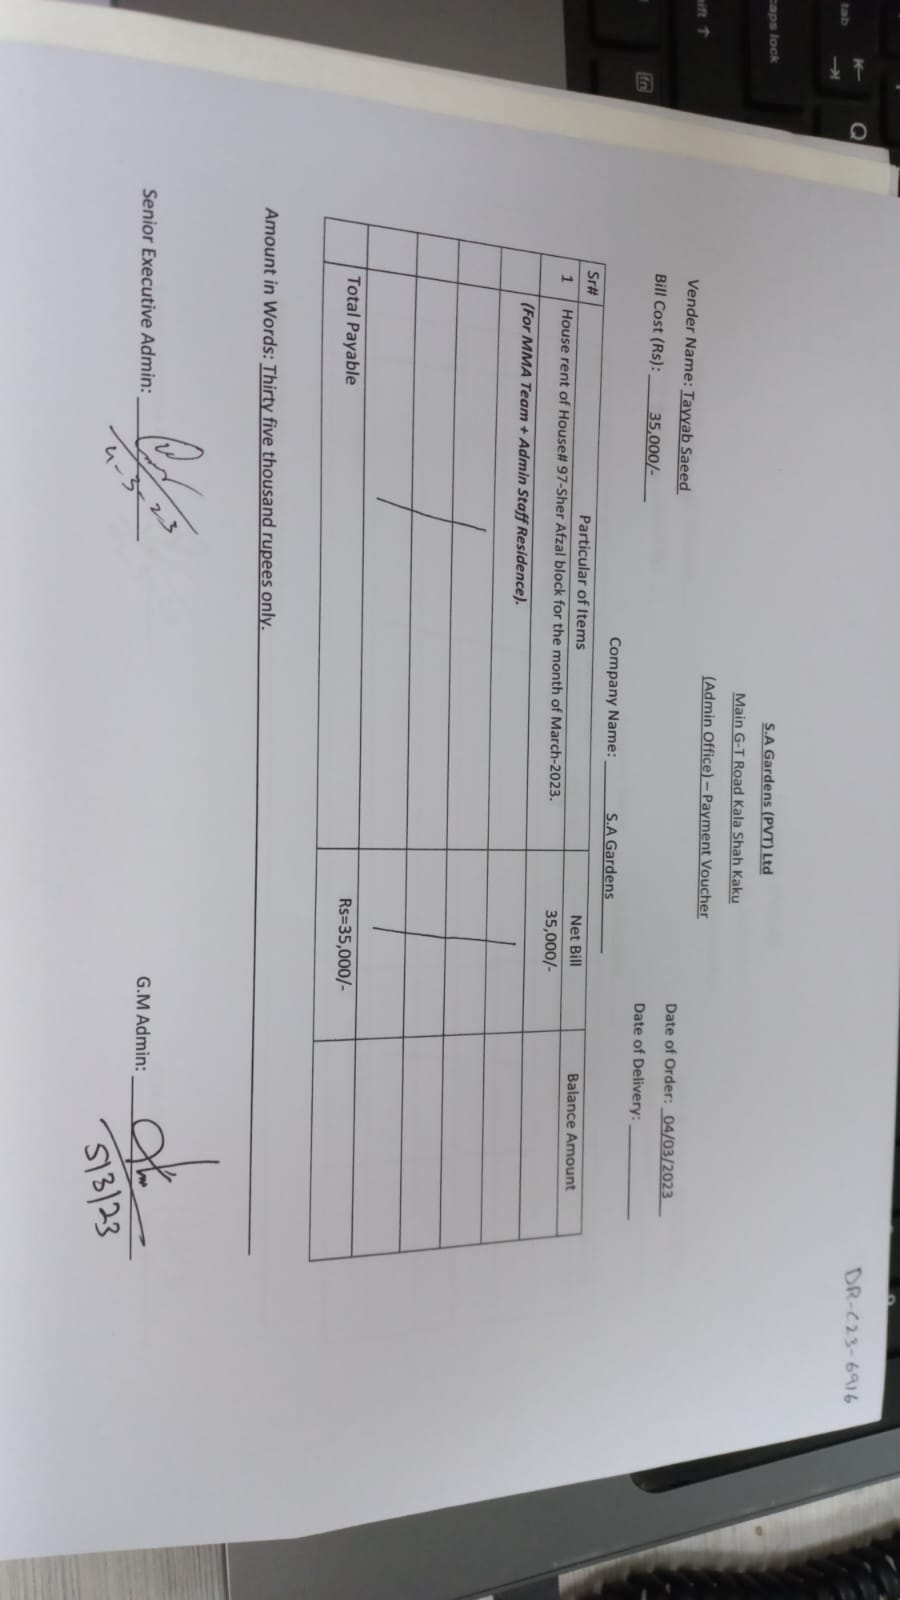 DR-C23-6916
S.A Gardens (PVT) Ltd
Main G-T Road Kala Shah Kaku
(Admin Office) – Payment Voucher
Vender Name: Tayyab Saeed
Date of Order: 04/03/2023
Bill Cost (Rs): 35,000/-
Date of Delivery:
Company Name: S.A Gardens
Sr# Particular of Items Net Bill Balance Amount
1 House rent of House# 97-Sher Afzal block for the month of March-2023. 35,000/-
(For MMA Team + Admin Staff Residence).
Total Payable Rs=35,000/-
Amount in Words: Thirty five thousand rupees only.
Senior Executive Admin:
G.M Admin:
5/3/23
tab
caps lock
fn
Q